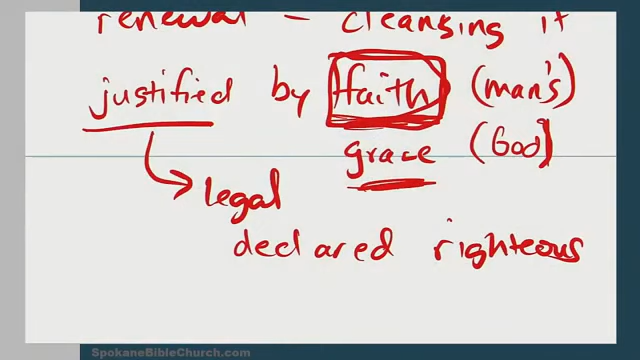 renewal - cleansing it
justified by faith (man's)
grace (God)
legal
declared righteous
SpokaneBibleChurch.com